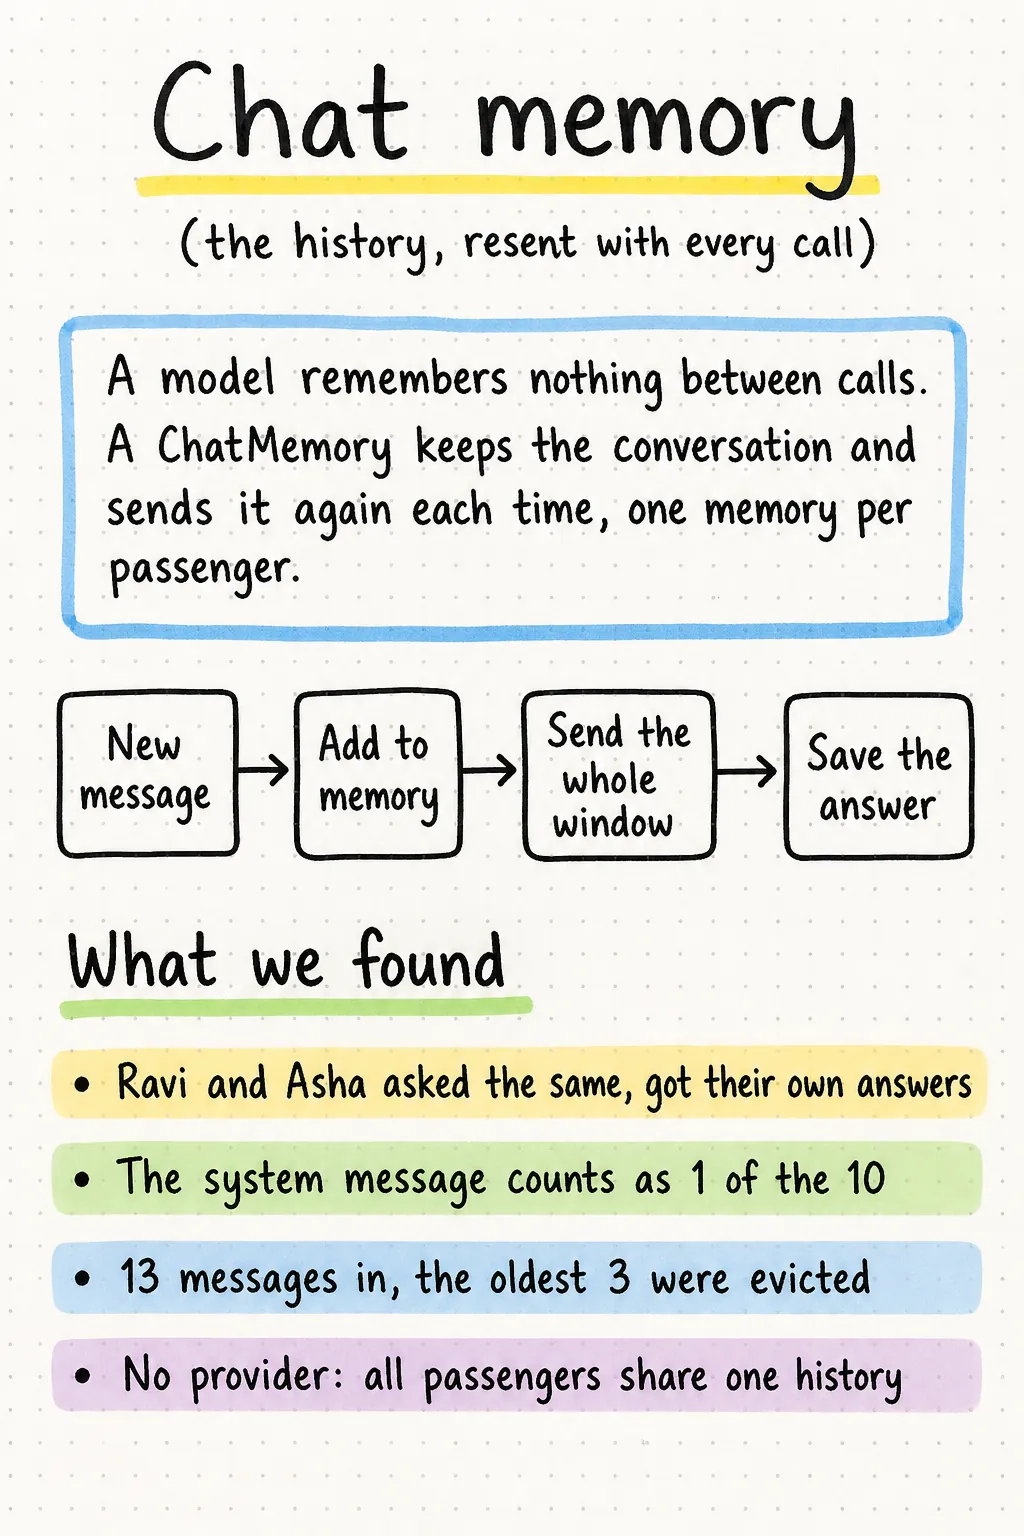 Chat memory
(the history, resent with every call)
A model remembers nothing between calls.
A ChatMemory keeps the conversation and
sends it again each time, one memory per
passenger.
New
message
Add to
memory
Send the
whole
window
Save the
answer
What we found
• Ravi and Asha asked the same, got their own answers
• The system message counts as 1 of the 10
• 13 messages in, the oldest 3 were evicted
• No provider: all passengers share one history